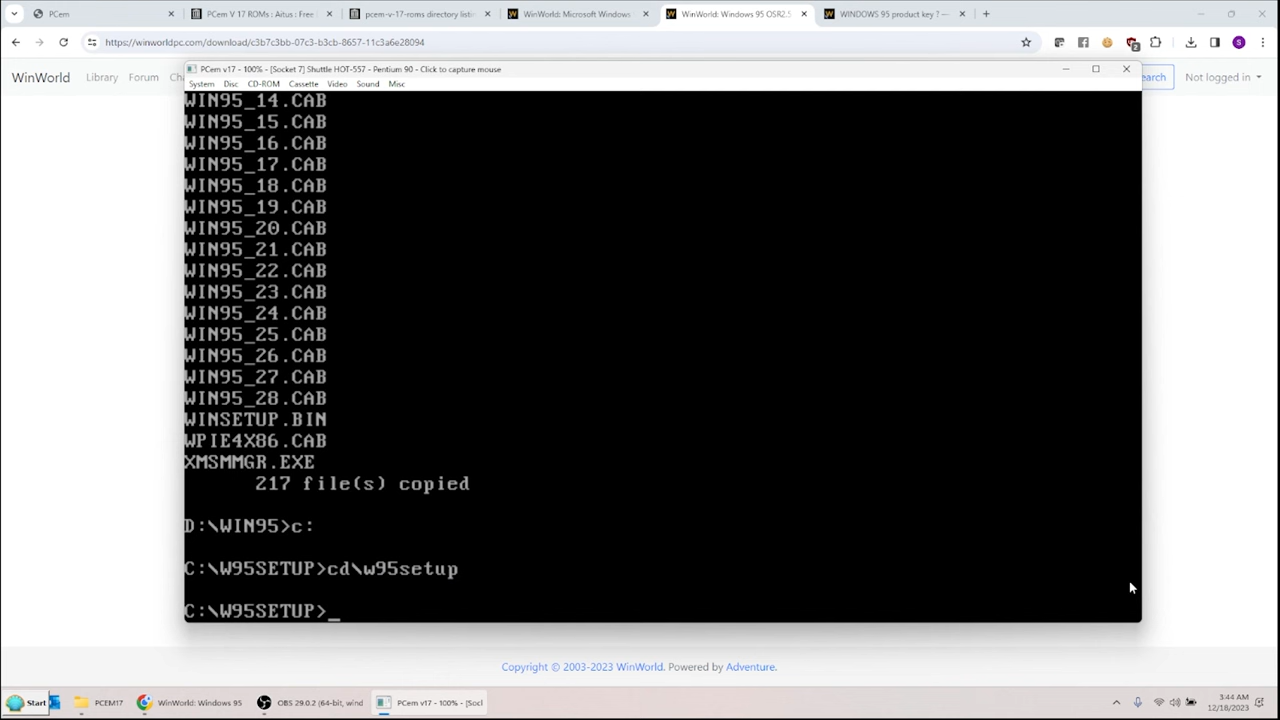 PCem
PCem V 17 ROMs : Aitus : Free
pcem-v-17-roms directory listin
WinWorld: Microsoft Windows
WinWorld: Windows 95 OSR2.5
WINDOWS 95 product key ? —
https://winworldpc.com/download/c3b7c3bb-07c3-b3cb-8657-11c3a6e28094
2
S
WinWorld
Library
Forum
Ch
earch
Not logged in
PCem v17 - 100% - [Socket 7] Shuttle HOT-557 - Pentium 90 - Click to capture mouse
System Disc CD-ROM Cassette Video Sound Misc
WIN95_14.CAB
WIN95_15.CAB
WIN95_16.CAB
WIN95_17.CAB
WIN95_18.CAB
WIN95_19.CAB
WIN95_20.CAB
WIN95_21.CAB
WIN95_22.CAB
WIN95_23.CAB
WIN95_24.CAB
WIN95_25.CAB
WIN95_26.CAB
WIN95_27.CAB
WIN95_28.CAB
WINSETUP.BIN
WPIE4X86.CAB
XMSMMGR.EXE
217 file(s) copied
D:\WIN95>c:
C:\W95SETUP>cd\w95setup
C:\W95SETUP>_
Copyright © 2003-2023 WinWorld. Powered by Adventure.
Start
PCEM17
WinWorld: Windows 95
OBS 29.0.2 (64-bit, wind
PCem v17 - 100% - [Socl
3:44 AM
12/18/2023